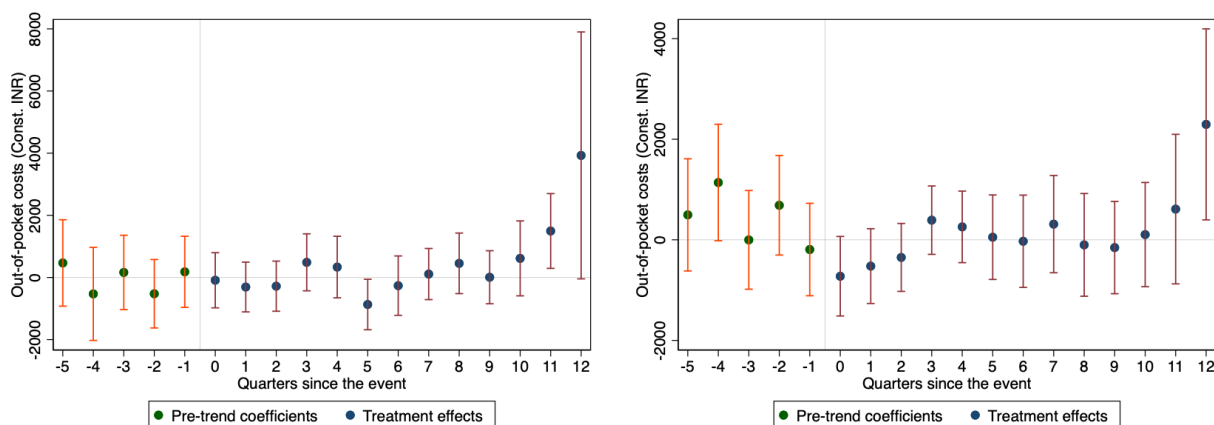 Out-of-pocket costs (Const. INR)
8000
6000
4000
2000
0
-2000
-5 -4 -3 -2 -1 0 1 2 3 4 5 6 7 8 9 10 11 12
Quarters since the event
Pre-trend coefficients Treatment effects
Out-of-pocket costs (Const. INR)
4000
2000
0
-2000
-5 -4 -3 -2 -1 0 1 2 3 4 5 6 7 8 9 10 11 12
Quarters since the event
Pre-trend coefficients Treatment effects